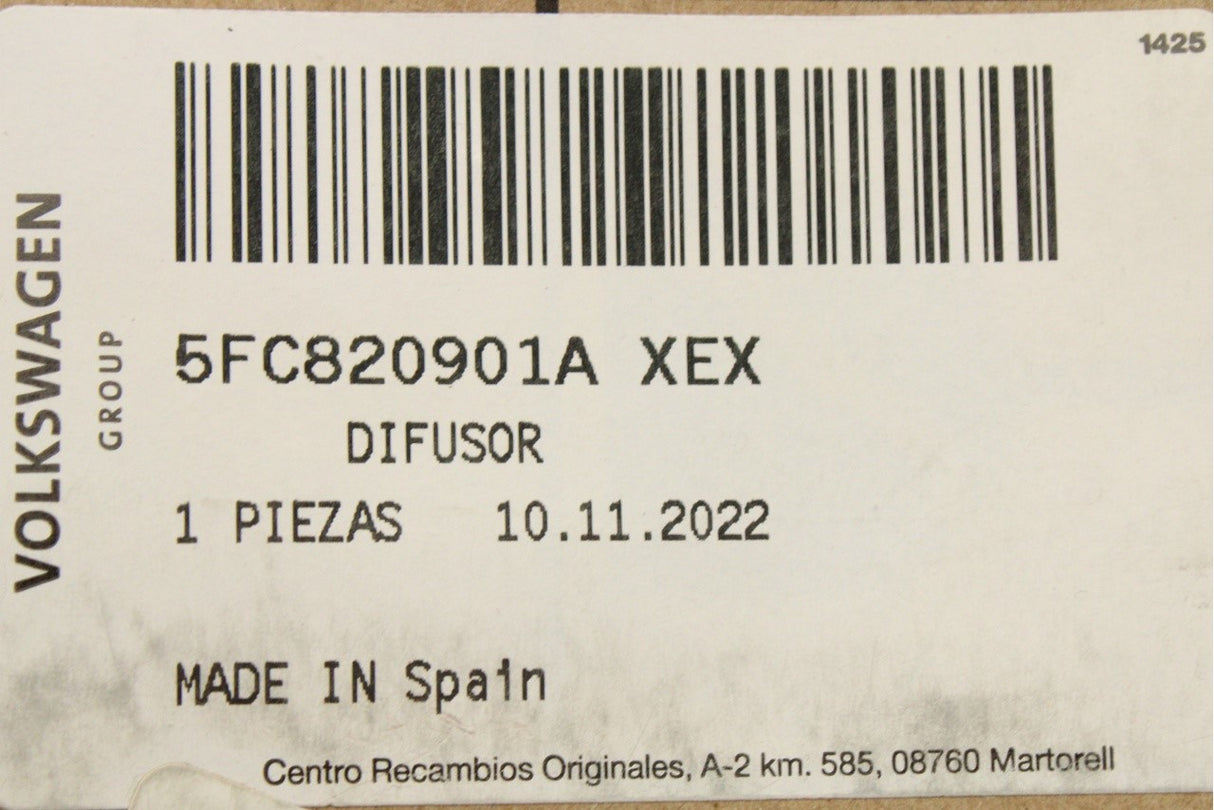 1425
VOLKSWAGEN
GROUP
5FC820901A XEX
DIFUSOR
1 PIEZAS 10.11.2022
MADE IN Spain
Centro Recambios Originales, A-2 km. 585, 08760 Martorell